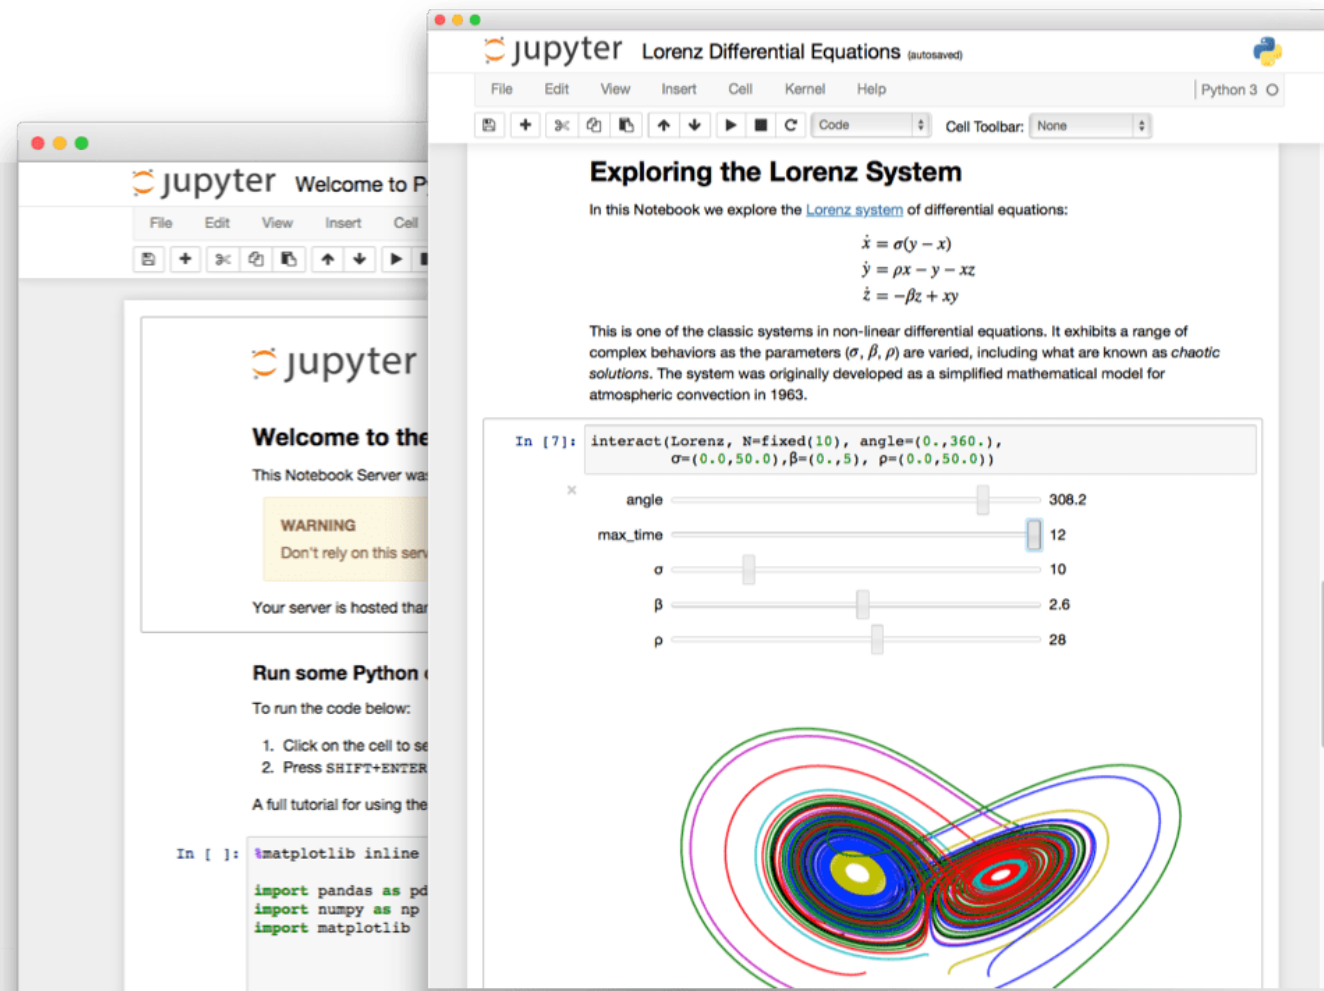 jupyter Lorenz Differential Equations (autosaved)
File Edit View Insert Cell Kernel Help Python 3
Code Cell Toolbar: None
Exploring the Lorenz System
In this Notebook we explore the Lorenz system of differential equations:
ẋ = σ(y − x)
ẏ = ρx − y − xz
ż = −βz + xy
This is one of the classic systems in non-linear differential equations. It exhibits a range of
complex behaviors as the parameters (σ, β, ρ) are varied, including what are known as chaotic
solutions. The system was originally developed as a simplified mathematical model for
atmospheric convection in 1963.
In [7]: interact(Lorenz, N=fixed(10), angle=(0.,360.),
σ=(0.0,50.0),β=(0.,5), ρ=(0.0,50.0))
angle 308.2
max_time 12
σ 10
β 2.6
ρ 28
jupyter Welcome to P
File Edit View Insert Cell
jupyter
Welcome to the
This Notebook Server was
WARNING
Don't rely on this serv
Your server is hosted than
Run some Python
To run the code below:
1. Click on the cell to se
2. Press SHIFT+ENTER
A full tutorial for using the
In [ ]: %matplotlib inline
import pandas as pd
import numpy as np
import matplotlib